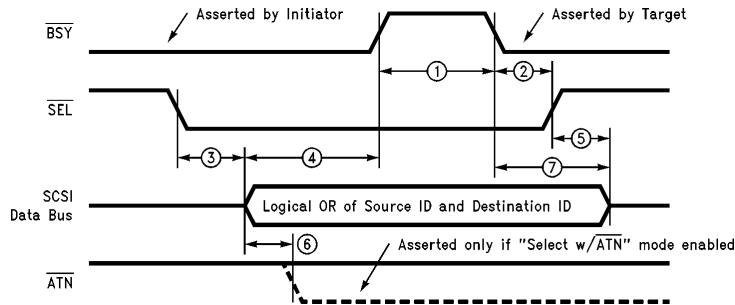 Asserted by Initiator
Asserted by Target
BSY
1
2
SEL
3
4
5
7
SCSI
Data Bus
Logical OR of Source ID and Destination ID
6
Asserted only if "Select w/ATN" mode enabled
ATN